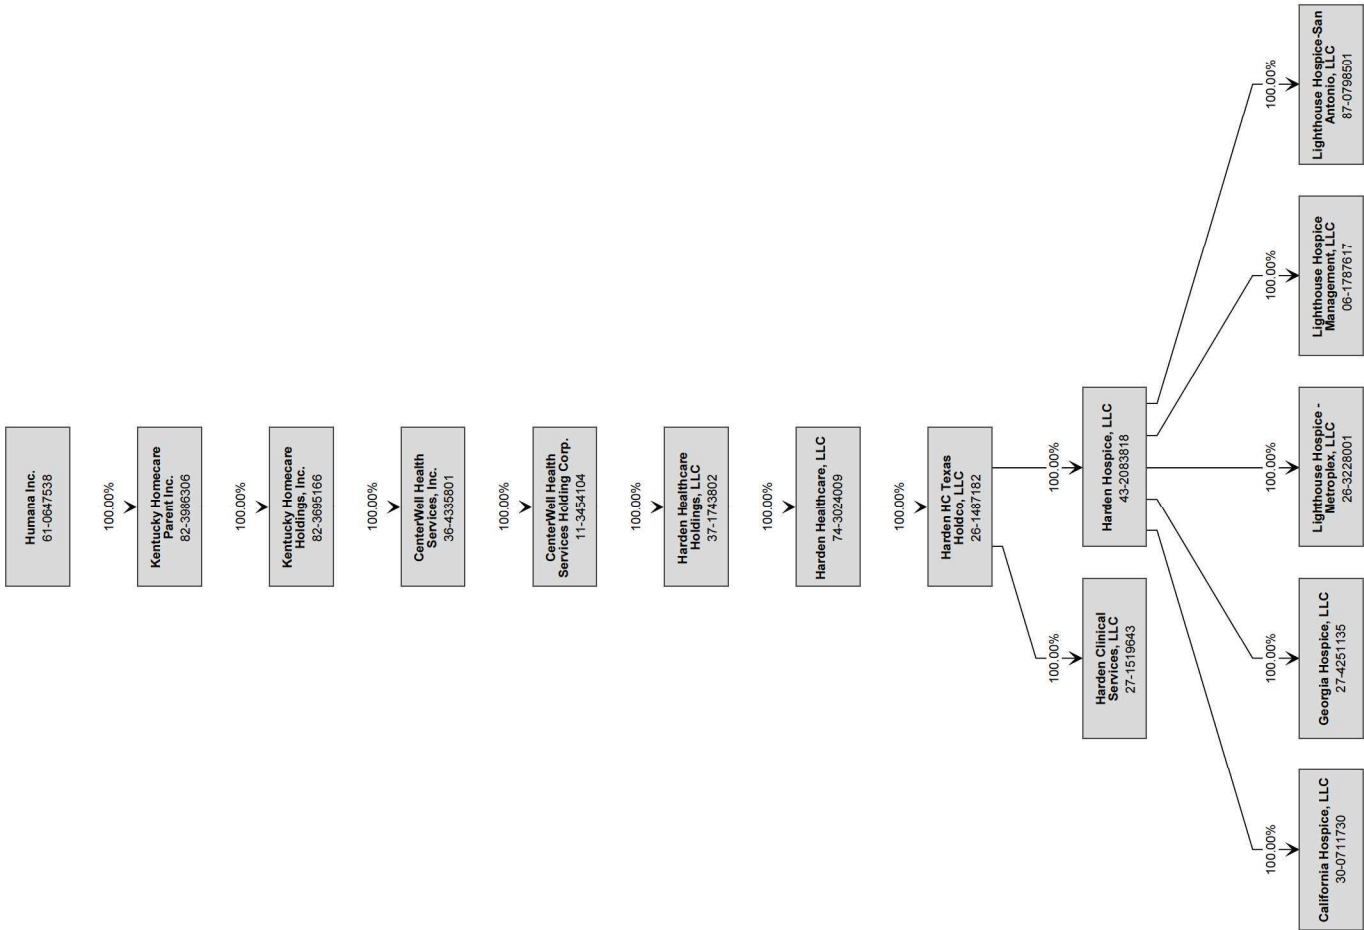 Humana Inc.
61-0647538
100.00%
Kentucky Homecare
Parent Inc.
82-3986306
100.00%
Kentucky Homecare
Holdings, Inc.
82-3695166
100.00%
CenterWell Health
Services, Inc.
36-4335801
100.00%
CenterWell Health
Services Holding Corp.
11-3454104
100.00%
Harden Healthcare
Holdings, LLC
37-1743802
100.00%
Harden Healthcare, LLC
74-3024009
100.00%
Harden HC Texas
Holdco, LLC
26-1487182
100.00%
100.00%
Harden Clinical
Services, LLC
27-1519643
Harden Hospice, LLC
43-2083818
100.00%
100.00%
100.00%
100.00%
100.00%
California Hospice, LLC
30-0711730
Georgia Hospice, LLC
27-4251135
Lighthouse Hospice -
Metroplex, LLC
26-3228001
Lighthouse Hospice
Management, LLC
06-1787617
Lighthouse Hospice-San
Antonio, LLC
87-0798501